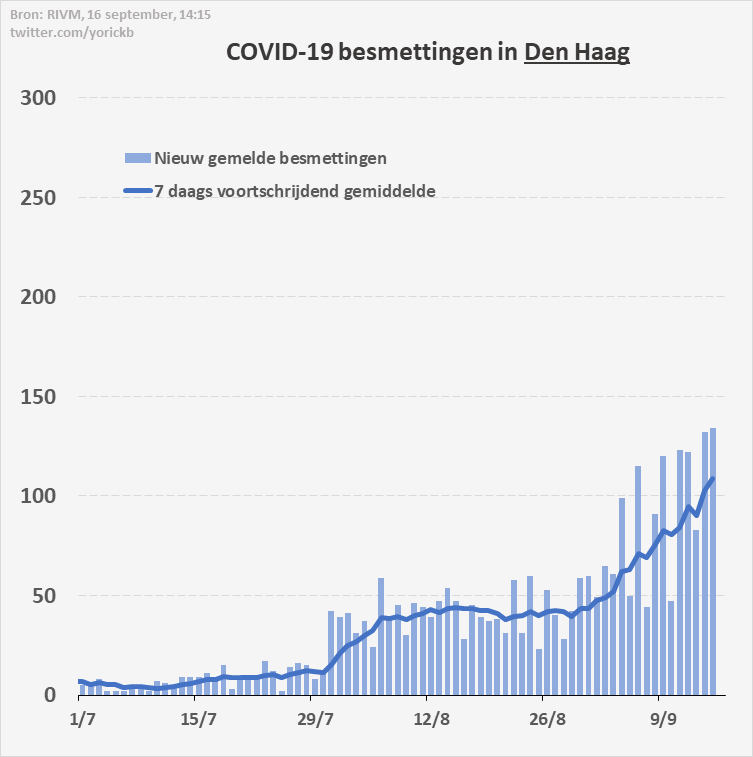 Bron: RIVM, 16 september, 14:15
twitter.com/yorickb
COVID-19 besmettingen in Den Haag
300
Nieuw gemelde besmettingen
7 daags voortschrijdend gemiddelde
250
200
150
100
50
0
1/7 15/7 29/7 12/8 26/8 9/9